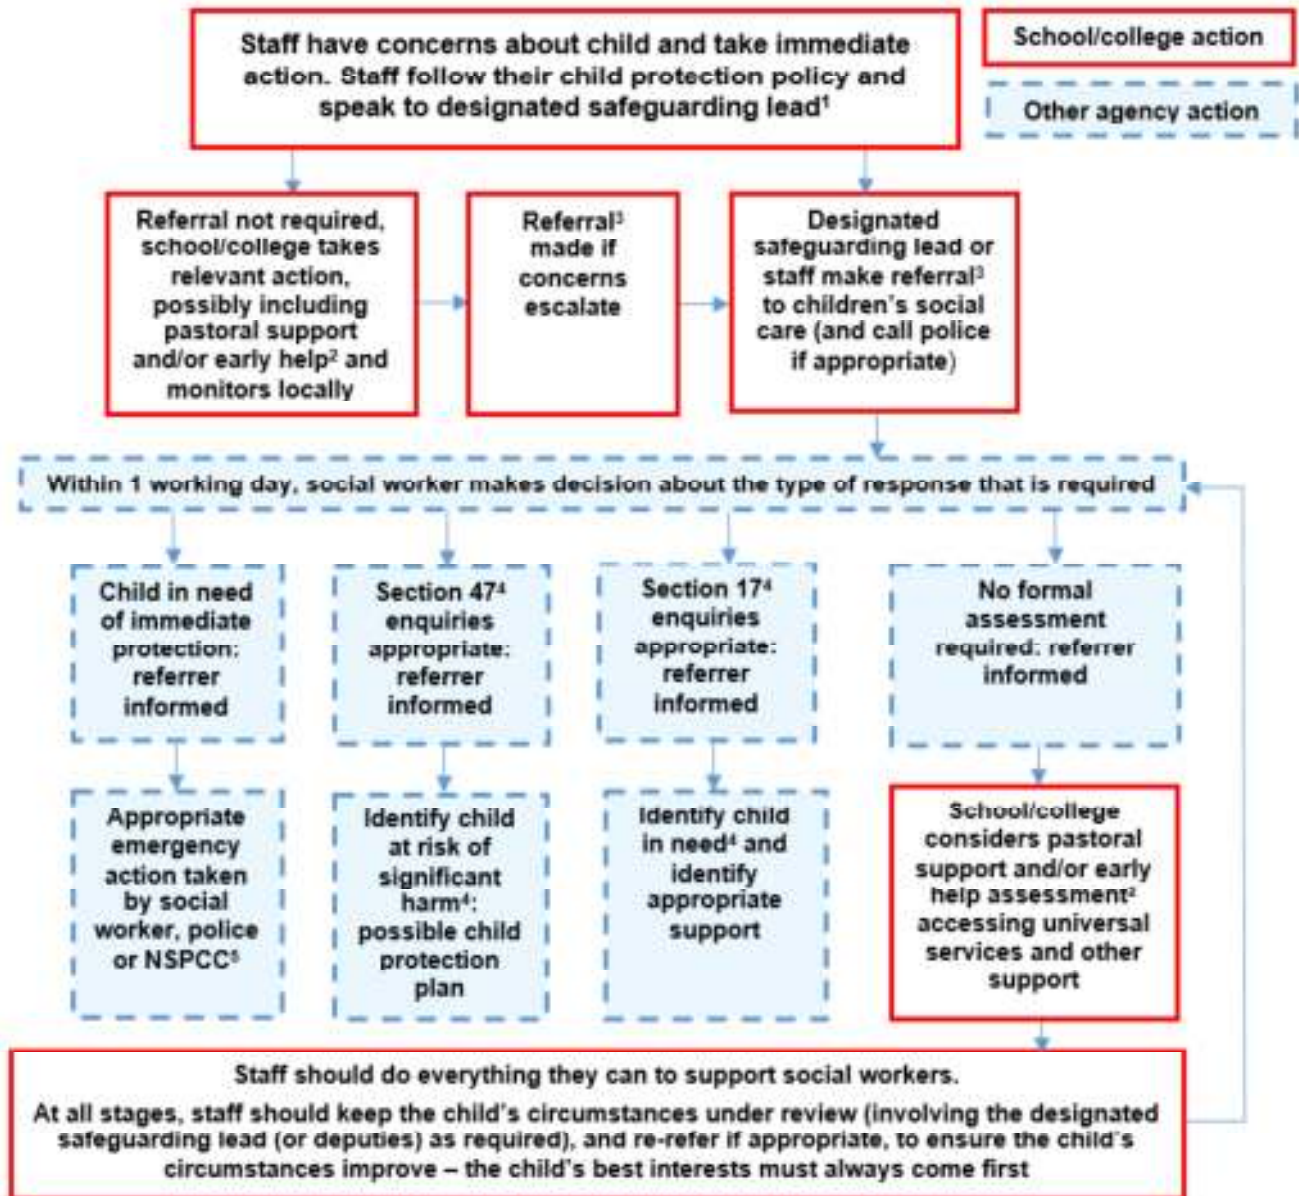 Staff have concerns about child and take immediate
action. Staff follow their child protection policy and
speak to designated safeguarding lead¹
School/college action
Other agency action
Referral not required,
school/college takes
relevant action,
possibly including
pastoral support
and/or early help² and
monitors locally
Referral³
made if
concerns
escalate
Designated
safeguarding lead or
staff make referral³
to children's social
care (and call police
if appropriate)
Within 1 working day, social worker makes decision about the type of response that is required
Child in need
of immediate
protection:
referrer
informed
Section 47⁴
enquiries
appropriate:
referrer
informed
Section 17⁴
enquiries
appropriate:
referrer
informed
No formal
assessment
required: referrer
informed
Appropriate
emergency
action taken
by social
worker, police
or NSPCC⁵
Identify child
at risk of
significant
harm⁴:
possible child
protection
plan
Identify child
in need⁴ and
identify
appropriate
support
School/college
considers pastoral
support and/or early
help assessment²
accessing universal
services and other
support
Staff should do everything they can to support social workers.
At all stages, staff should keep the child's circumstances under review (involving the designated
safeguarding lead (or deputies) as required), and re-refer if appropriate, to ensure the child's
circumstances improve – the child's best interests must always come first